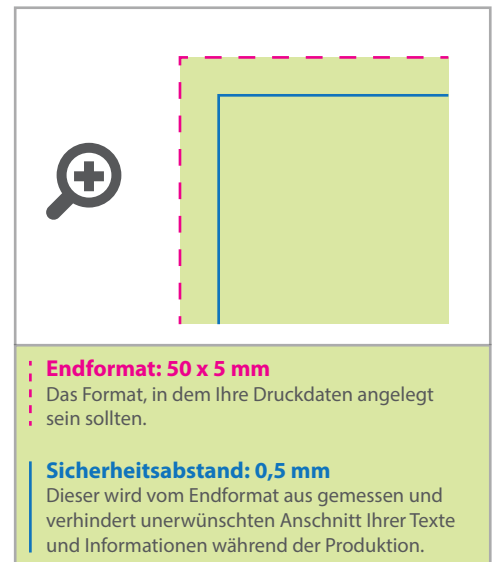 Endformat: 50 x 5 mm
Das Format, in dem Ihre Druckdaten angelegt
sein sollten.
Sicherheitsabstand: 0,5 mm
Dieser wird vom Endformat aus gemessen und
verhindert unerwünschten Anschnitt Ihrer Texte
und Informationen während der Produktion.